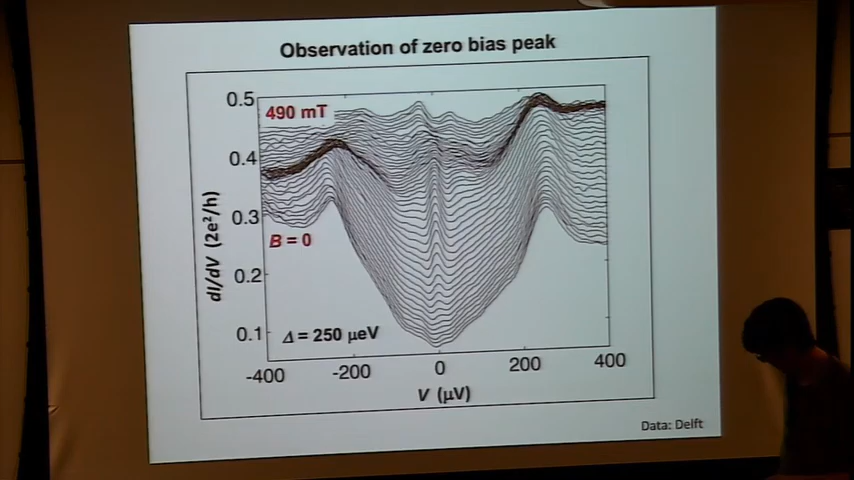 Observation of zero bias peak
0.5
490 mT
0.4
0.3
B = 0
0.2
0.1
Δ = 250 µeV
dI/dV (2e²/h)
-400 -200 0 200 400
V (µV)
Data: Delft